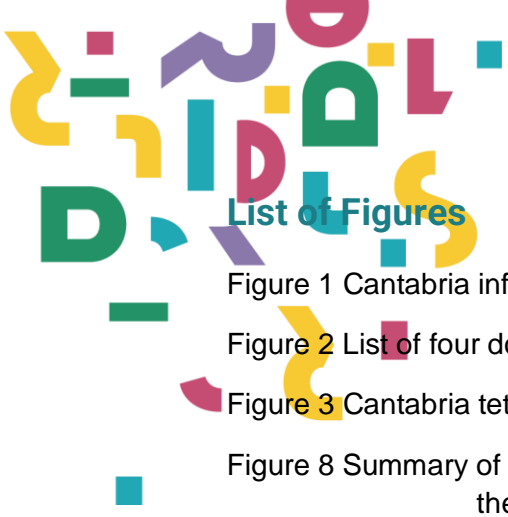 List of Figures
Figure 1 Cantabria inf
Figure 2 List of four do
Figure 3 Cantabria tet
Figure 8 Summary of
the